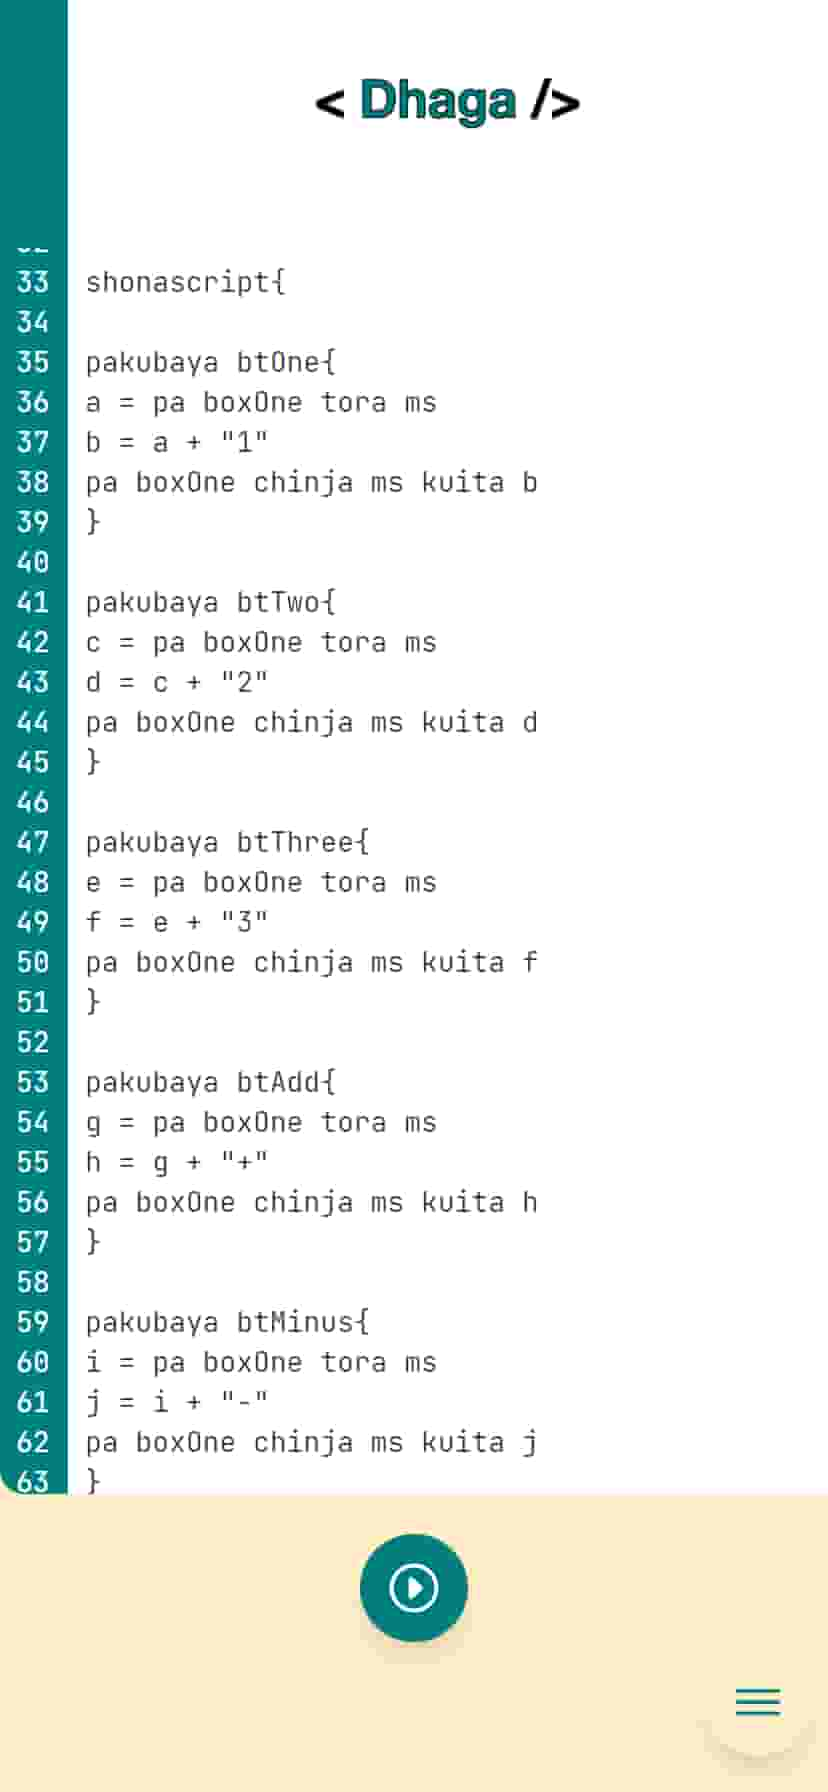 < Dhaga />
33 shonascript{
34
35 pakubaya btOne{
36 a = pa boxOne tora ms
37 b = a + "1"
38 pa boxOne chinja ms kuita b
39 }
40
41 pakubaya btTwo{
42 c = pa boxOne tora ms
43 d = c + "2"
44 pa boxOne chinja ms kuita d
45 }
46
47 pakubaya btThree{
48 e = pa boxOne tora ms
49 f = e + "3"
50 pa boxOne chinja ms kuita f
51 }
52
53 pakubaya btAdd{
54 g = pa boxOne tora ms
55 h = g + "+"
56 pa boxOne chinja ms kuita h
57 }
58
59 pakubaya btMinus{
60 i = pa boxOne tora ms
61 j = i + "-"
62 pa boxOne chinja ms kuita j
63 }